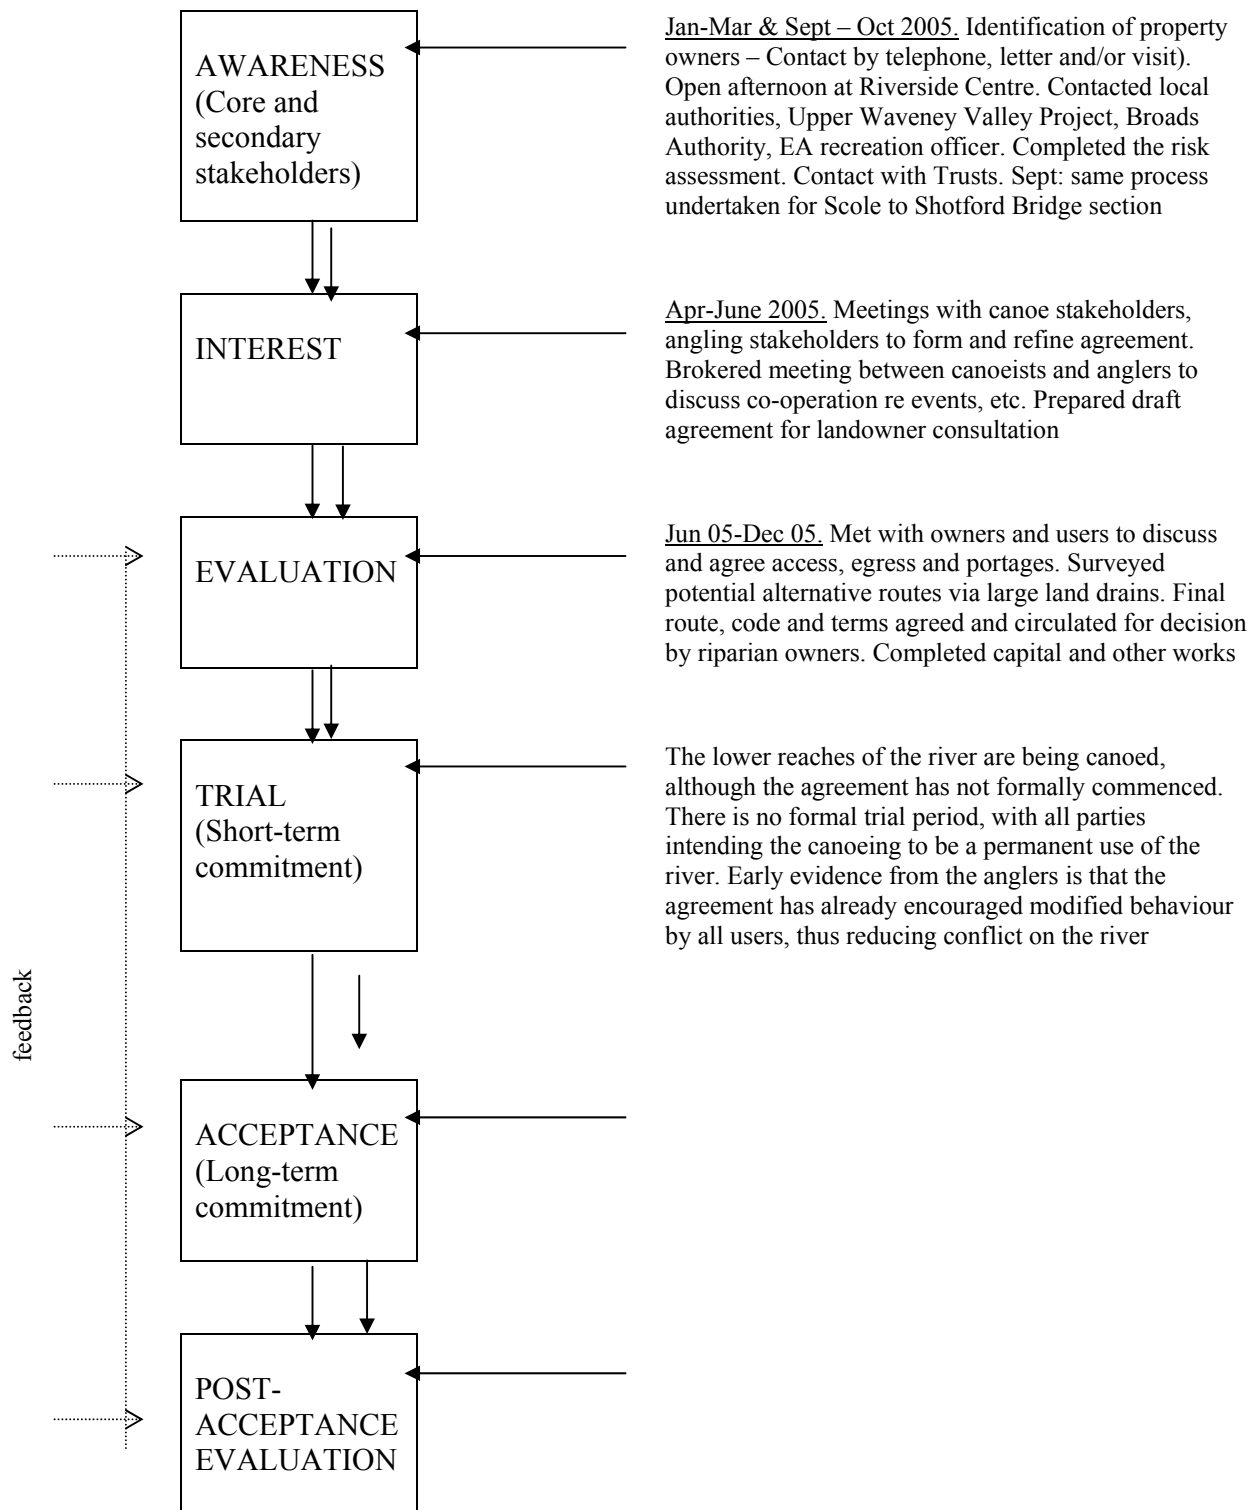 AWARENESS
(Core and
secondary
stakeholders)
Jan-Mar & Sept – Oct 2005. Identification of property
owners – Contact by telephone, letter and/or visit).
Open afternoon at Riverside Centre. Contacted local
authorities, Upper Waveney Valley Project, Broads
Authority, EA recreation officer. Completed the risk
assessment. Contact with Trusts. Sept: same process
undertaken for Scole to Shotford Bridge section
INTEREST
Apr-June 2005. Meetings with canoe stakeholders,
angling stakeholders to form and refine agreement.
Brokered meeting between canoeists and anglers to
discuss co-operation re events, etc. Prepared draft
agreement for landowner consultation
EVALUATION
Jun 05-Dec 05. Met with owners and users to discuss
and agree access, egress and portages. Surveyed
potential alternative routes via large land drains. Final
route, code and terms agreed and circulated for decision
by riparian owners. Completed capital and other works
TRIAL
(Short-term
commitment)
The lower reaches of the river are being canoed,
although the agreement has not formally commenced.
There is no formal trial period, with all parties
intending the canoeing to be a permanent use of the
river. Early evidence from the anglers is that the
agreement has already encouraged modified behaviour
by all users, thus reducing conflict on the river
feedback
ACCEPTANCE
(Long-term
commitment)
POST-
ACCEPTANCE
EVALUATION